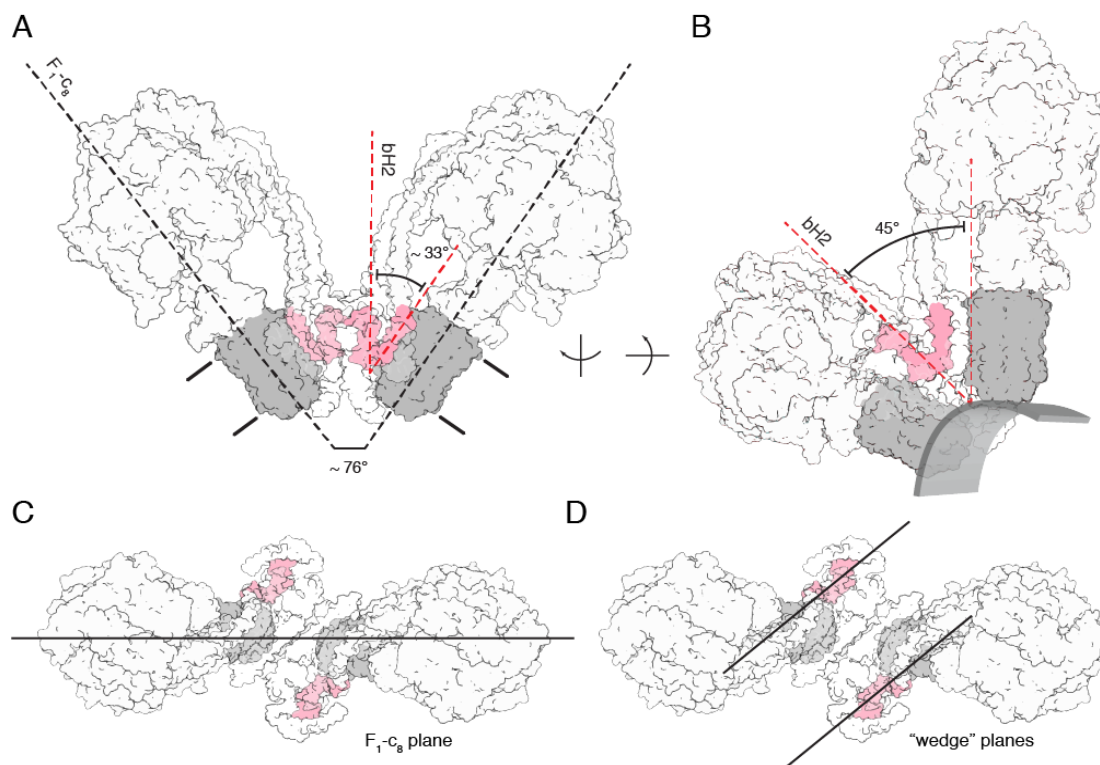 A
F₁-c₈
bH2
~ 33°
~ 76°
B
bH2
45°
C
F₁-c₈ plane
D
“wedge” planes